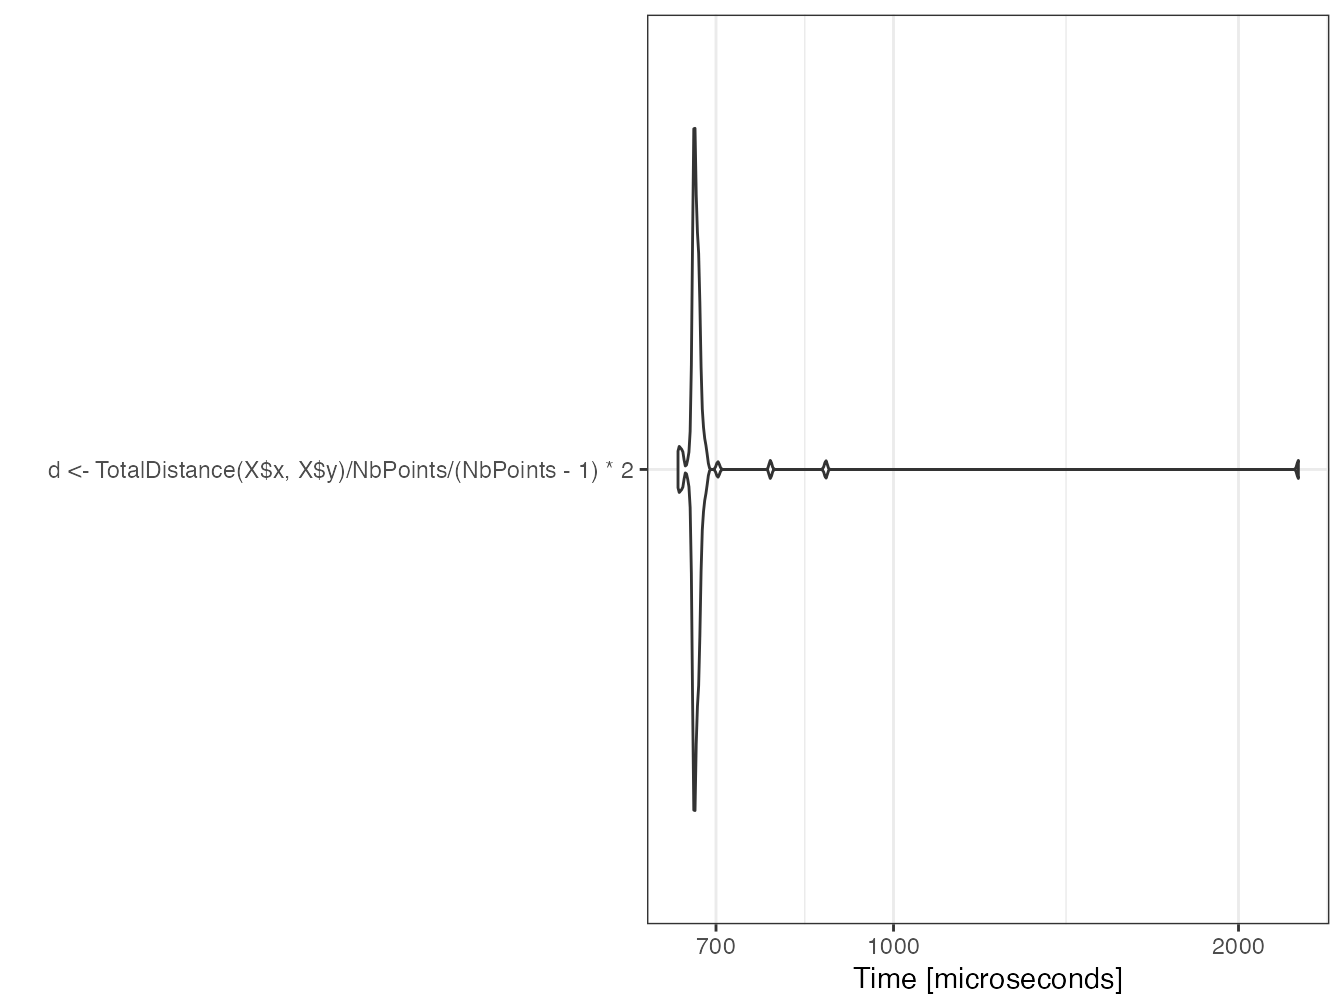 d <- TotalDistance(X$x, X$y)/NbPoints/(NbPoints - 1) * 2
700 1000 2000
Time [microseconds]